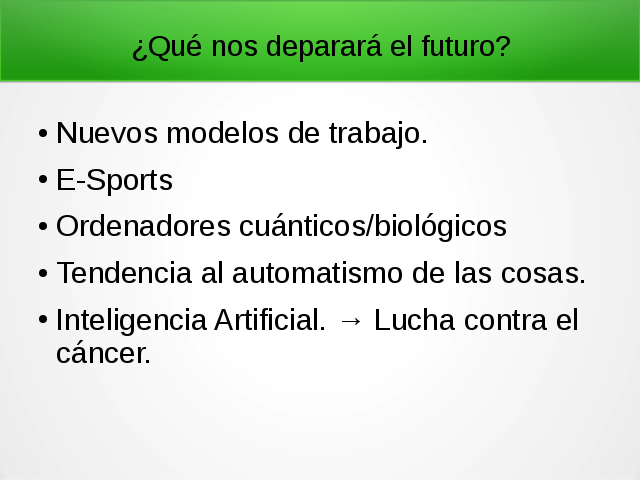 ¿Qué nos deparará el futuro?
• Nuevos modelos de trabajo.
• E-Sports
• Ordenadores cuánticos/biológicos
• Tendencia al automatismo de las cosas.
• Inteligencia Artificial. → Lucha contra el
cáncer.